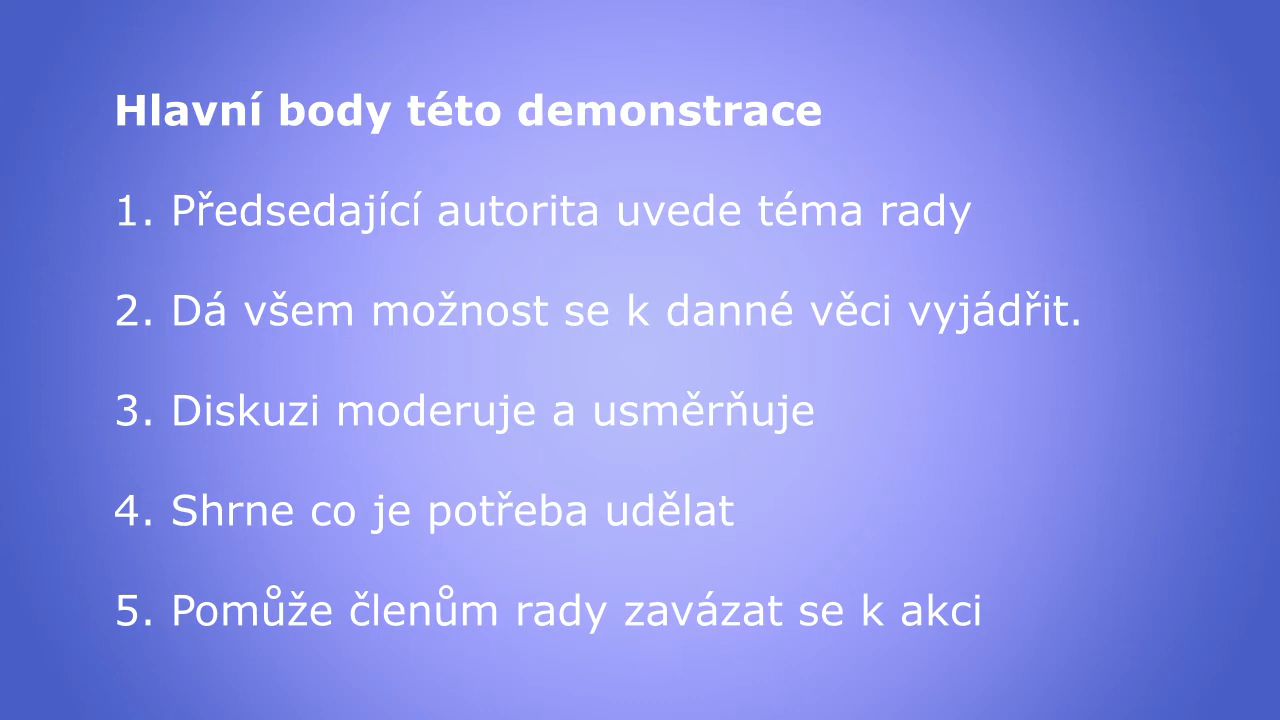 Hlavní body této demonstrace
1. Předsedající autorita uvede téma rady
2. Dá všem možnost se k danné věci vyjádřit.
3. Diskuzi moderuje a usměrňuje
4. Shrne co je potřeba udělat
5. Pomůže členům rady zavázat se k akci